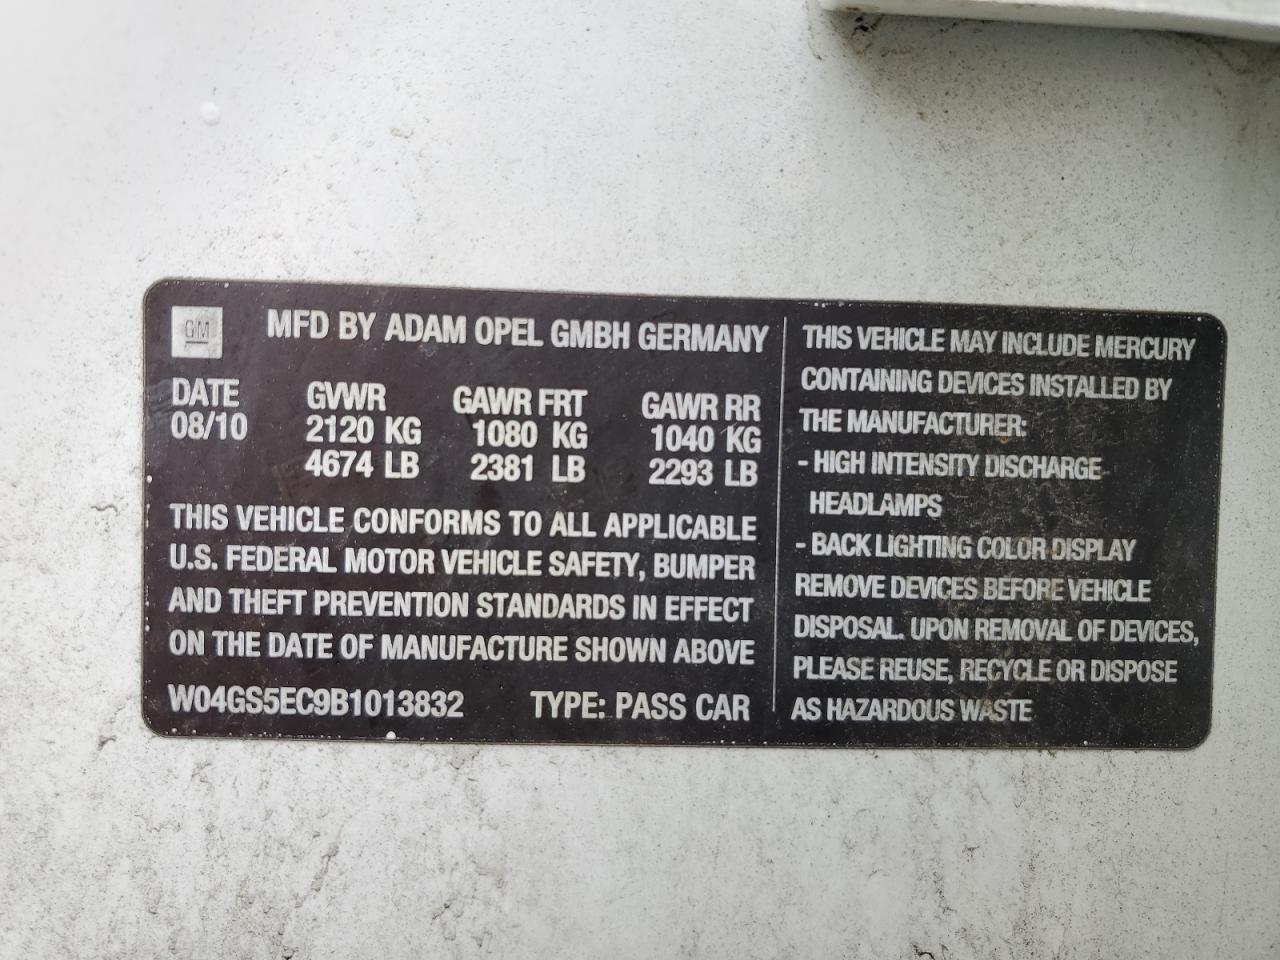 GM
MFD BY ADAM OPEL GMBH GERMANY
DATE GVWR GAWR FRT GAWR RR
08/10 2120 KG 1080 KG 1040 KG
4674 LB 2381 LB 2293 LB
THIS VEHICLE CONFORMS TO ALL APPLICABLE
U.S. FEDERAL MOTOR VEHICLE SAFETY, BUMPER
AND THEFT PREVENTION STANDARDS IN EFFECT
ON THE DATE OF MANUFACTURE SHOWN ABOVE
W04GS5EC9B1013832 TYPE: PASS CAR
THIS VEHICLE MAY INCLUDE MERCURY
CONTAINING DEVICES INSTALLED BY
THE MANUFACTURER:
- HIGH INTENSITY DISCHARGE
HEADLAMPS
- BACK LIGHTING COLOR DISPLAY
REMOVE DEVICES BEFORE VEHICLE
DISPOSAL. UPON REMOVAL OF DEVICES,
PLEASE REUSE, RECYCLE OR DISPOSE
AS HAZARDOUS WASTE